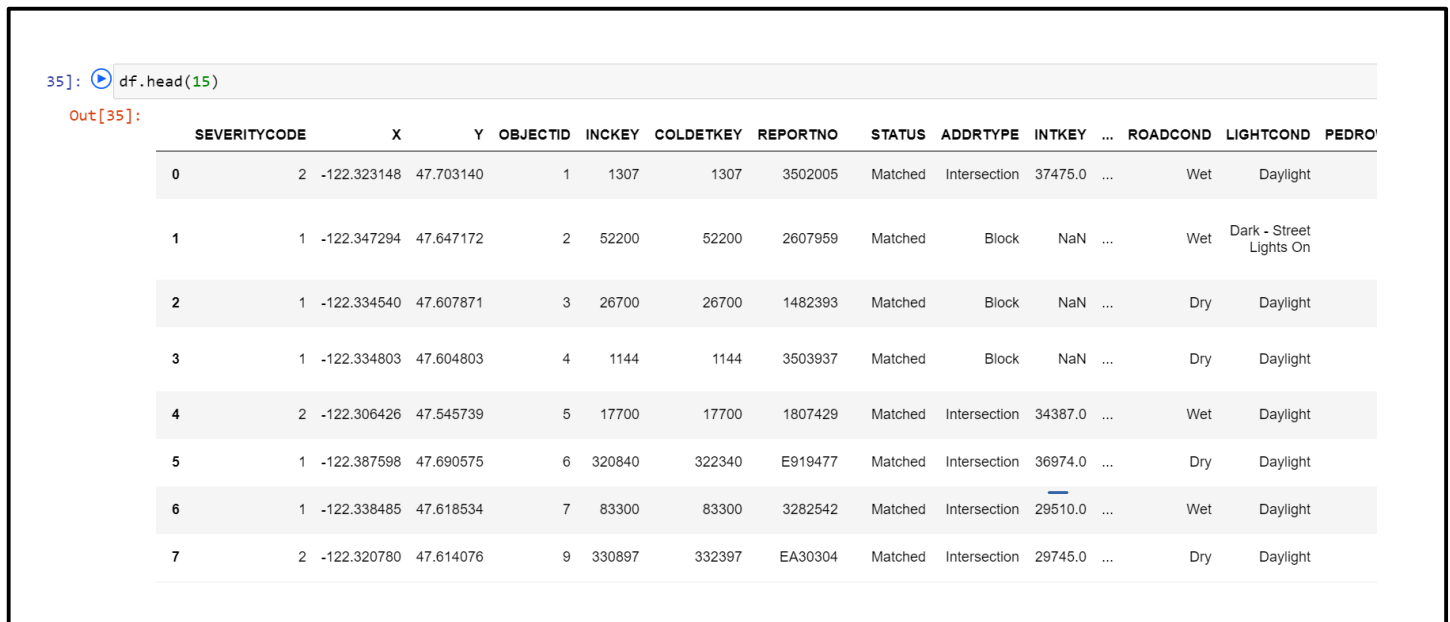 35]: df.head(15)
Out[35]:
SEVERITYCODE X Y OBJECTID INCKEY COLDETKEY REPORTNO STATUS ADDRTYPE INTKEY ... ROADCOND LIGHTCOND PEDRO
0 2 -122.323148 47.703140 1 1307 1307 3502005 Matched Intersection 37475.0 ... Wet Daylight
1 1 -122.347294 47.647172 2 52200 52200 2607959 Matched Block NaN ... Wet Dark - Street
Lights On
2 1 -122.334540 47.607871 3 26700 26700 1482393 Matched Block NaN ... Dry Daylight
3 1 -122.334803 47.604803 4 1144 1144 3503937 Matched Block NaN ... Dry Daylight
4 2 -122.306426 47.545739 5 17700 17700 1807429 Matched Intersection 34387.0 ... Wet Daylight
5 1 -122.387598 47.690575 6 320840 322340 E919477 Matched Intersection 36974.0 ... Dry Daylight
6 1 -122.338485 47.618534 7 83300 83300 3282542 Matched Intersection 29510.0 ... Wet Daylight
7 2 -122.320780 47.614076 9 330897 332397 EA30304 Matched Intersection 29745.0 ... Dry Daylight